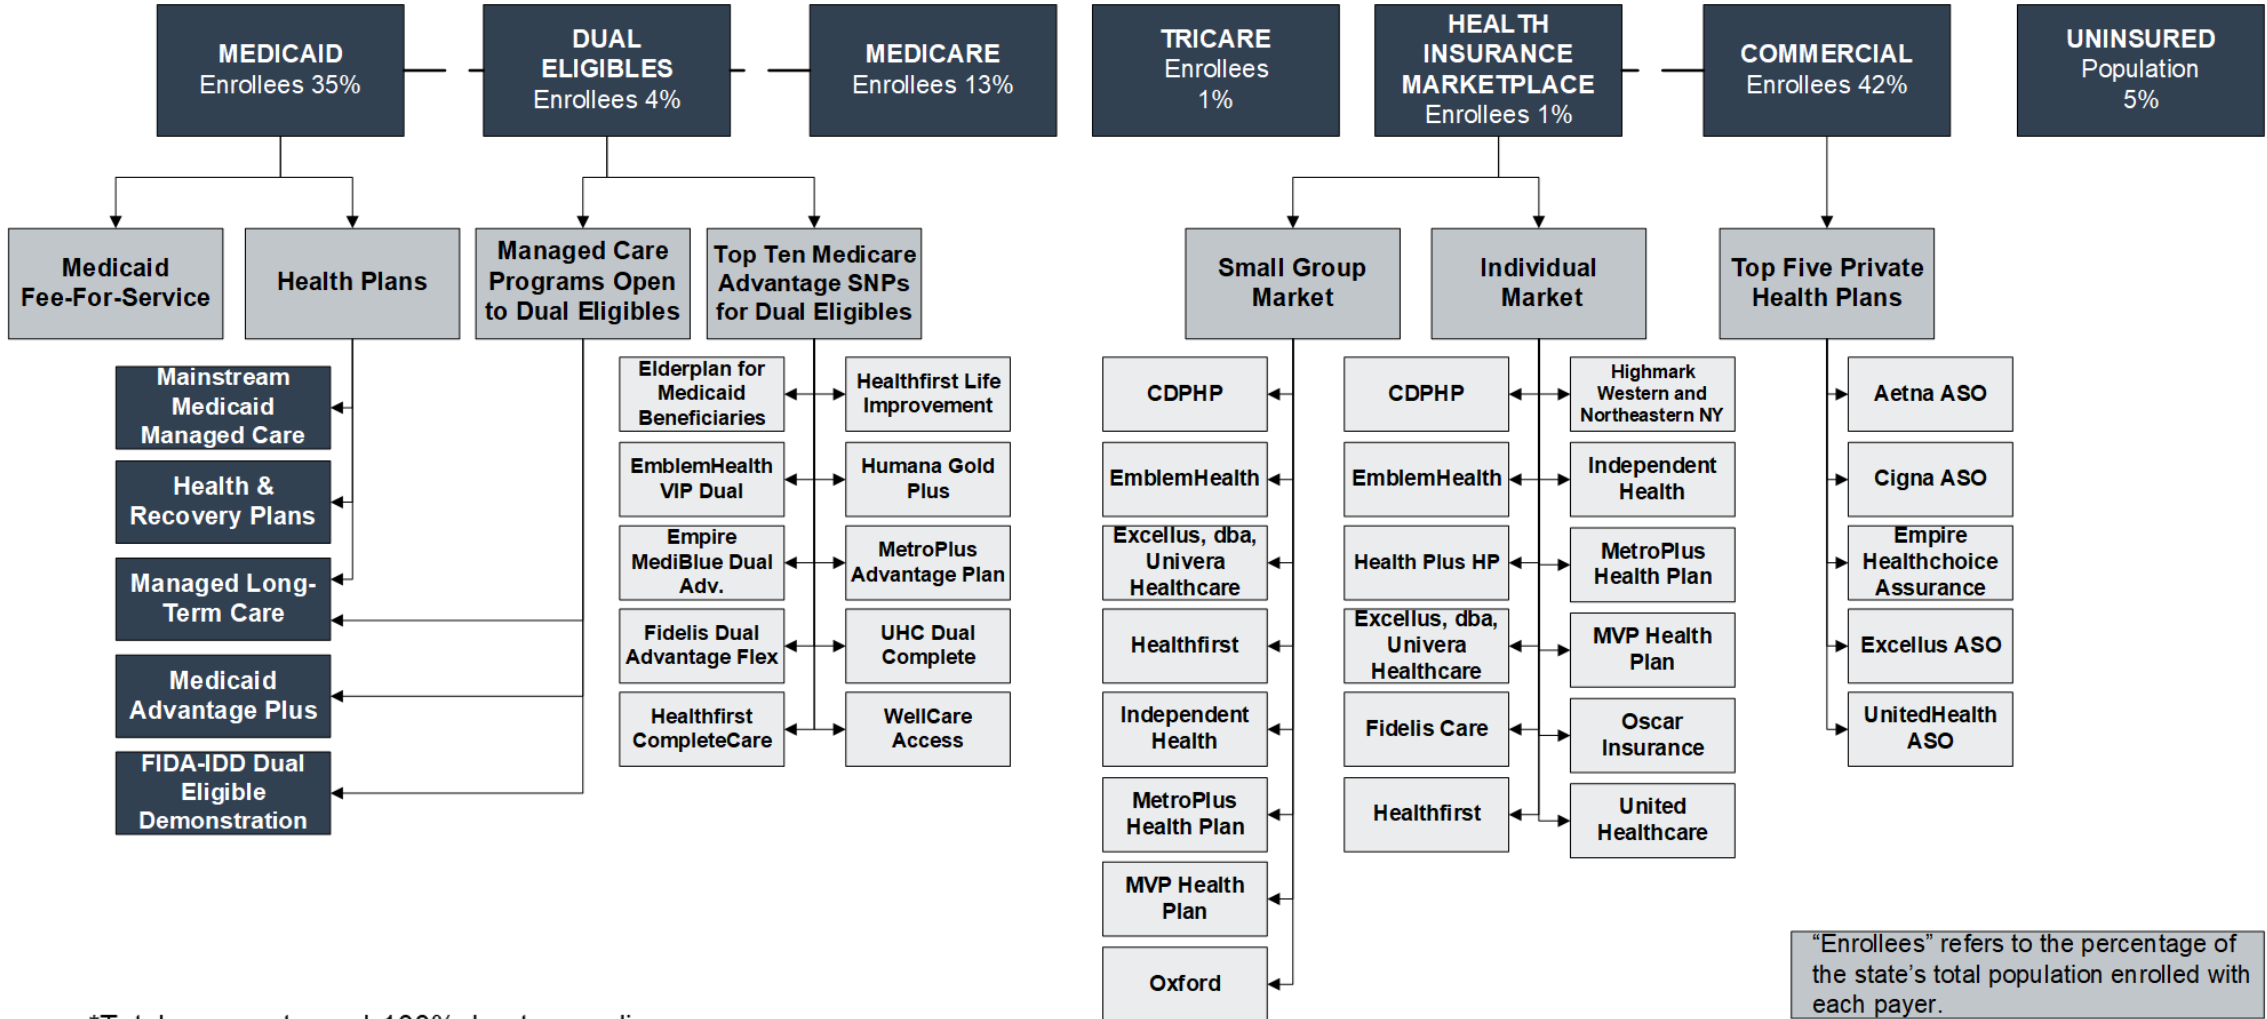 MEDICAID
Enrollees 35%
DUAL
ELIGIBLES
Enrollees 4%
MEDICARE
Enrollees 13%
TRICARE
Enrollees
1%
HEALTH
INSURANCE
MARKETPLACE
Enrollees 1%
COMMERCIAL
Enrollees 42%
UNINSURED
Population
5%
Medicaid
Fee-For-Service
Health Plans
Managed Care
Programs Open
to Dual Eligibles
Top Ten Medicare
Advantage SNPs
for Dual Eligibles
Small Group
Market
Individual
Market
Top Five Private
Health Plans
Mainstream
Medicaid
Managed Care
Health &
Recovery Plans
Managed Long-
Term Care
Medicaid
Advantage Plus
FIDA-IDD Dual
Eligible
Demonstration
Elderplan for
Medicaid
Beneficiaries
EmblemHealth
VIP Dual
Empire
MediBlue Dual
Adv.
Fidelis Dual
Advantage Flex
Healthfirst
CompleteCare
Healthfirst Life
Improvement
Humana Gold
Plus
MetroPlus
Advantage Plan
UHC Dual
Complete
WellCare
Access
CDPHP
EmblemHealth
Excellus, dba,
Univera
Healthcare
Healthfirst
Independent
Health
MetroPlus
Health Plan
MVP Health
Plan
Oxford
CDPHP
EmblemHealth
Health Plus HP
Excellus, dba,
Univera
Healthcare
Fidelis Care
Healthfirst
Highmark
Western and
Northeastern NY
Independent
Health
MetroPlus
Health Plan
MVP Health
Plan
Oscar
Insurance
United
Healthcare
Aetna ASO
Cigna ASO
Empire
Healthchoice
Assurance
Excellus ASO
UnitedHealth
ASO
“Enrollees” refers to the percentage of
the state’s total population enrolled with
each payer.